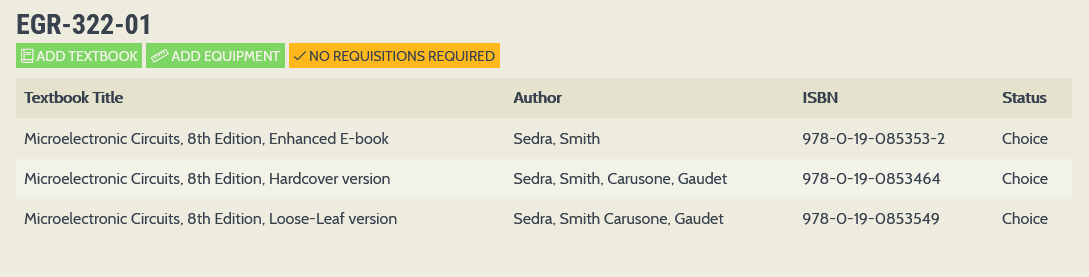 EGR-322-01
ADD TEXTBOOK ADD EQUIPMENT NO REQUISITIONS REQUIRED
Textbook Title Author ISBN Status
Microelectronic Circuits, 8th Edition, Enhanced E-book Sedra, Smith 978-0-19-085353-2 Choice
Microelectronic Circuits, 8th Edition, Hardcover version Sedra, Smith, Carusone, Gaudet 978-0-19-0853464 Choice
Microelectronic Circuits, 8th Edition, Loose-Leaf version Sedra, Smith Carusone, Gaudet 978-0-19-0853549 Choice